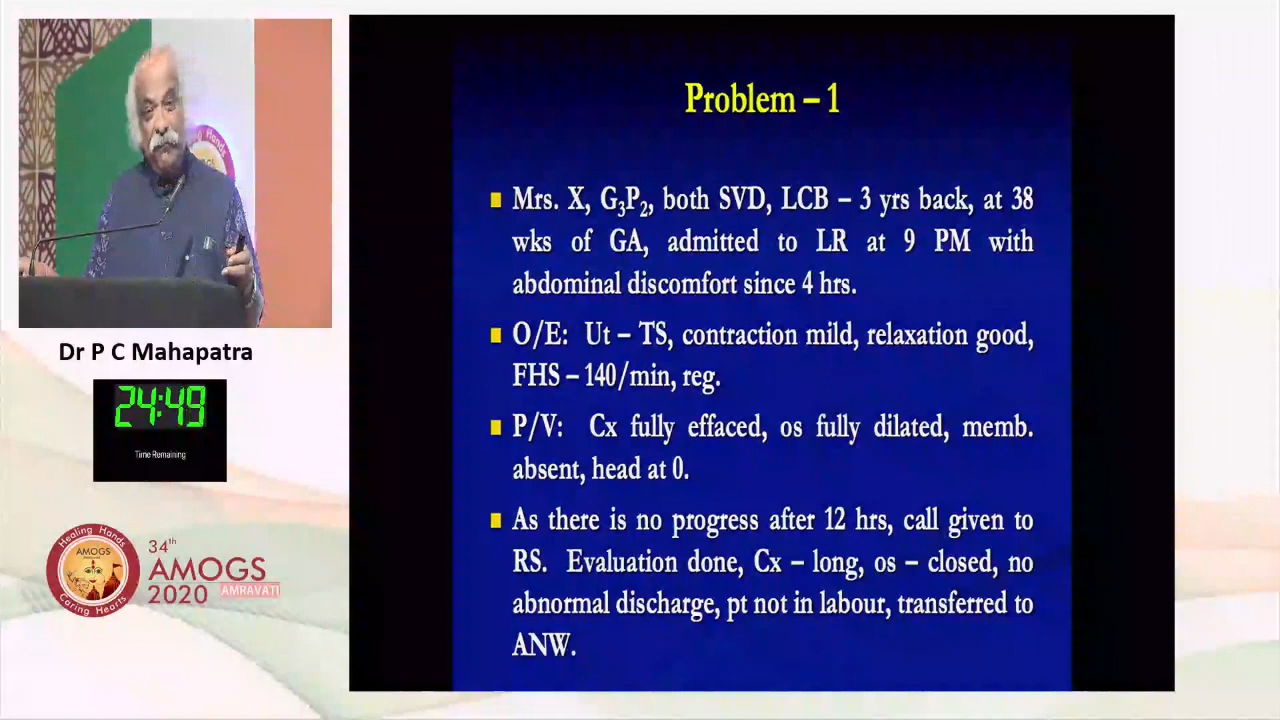 Problem – 1
■ Mrs. X, G₃P₂, both SVD, LCB – 3 yrs back, at 38
wks of GA, admitted to LR at 9 PM with
abdominal discomfort since 4 hrs.
■ O/E: Ut – TS, contraction mild, relaxation good,
FHS – 140/min, reg.
■ P/V: Cx fully effaced, os fully dilated, memb.
absent, head at 0.
■ As there is no progress after 12 hrs, call given to
RS. Evaluation done, Cx – long, os – closed, no
abnormal discharge, pt not in labour, transferred to
ANW.
Dr P C Mahapatra
24:49
Time Remaining
Healing Hands
AMOGS
Caring Hearts
34th
AMOGS
2020 AMRAVATI
AMOGS